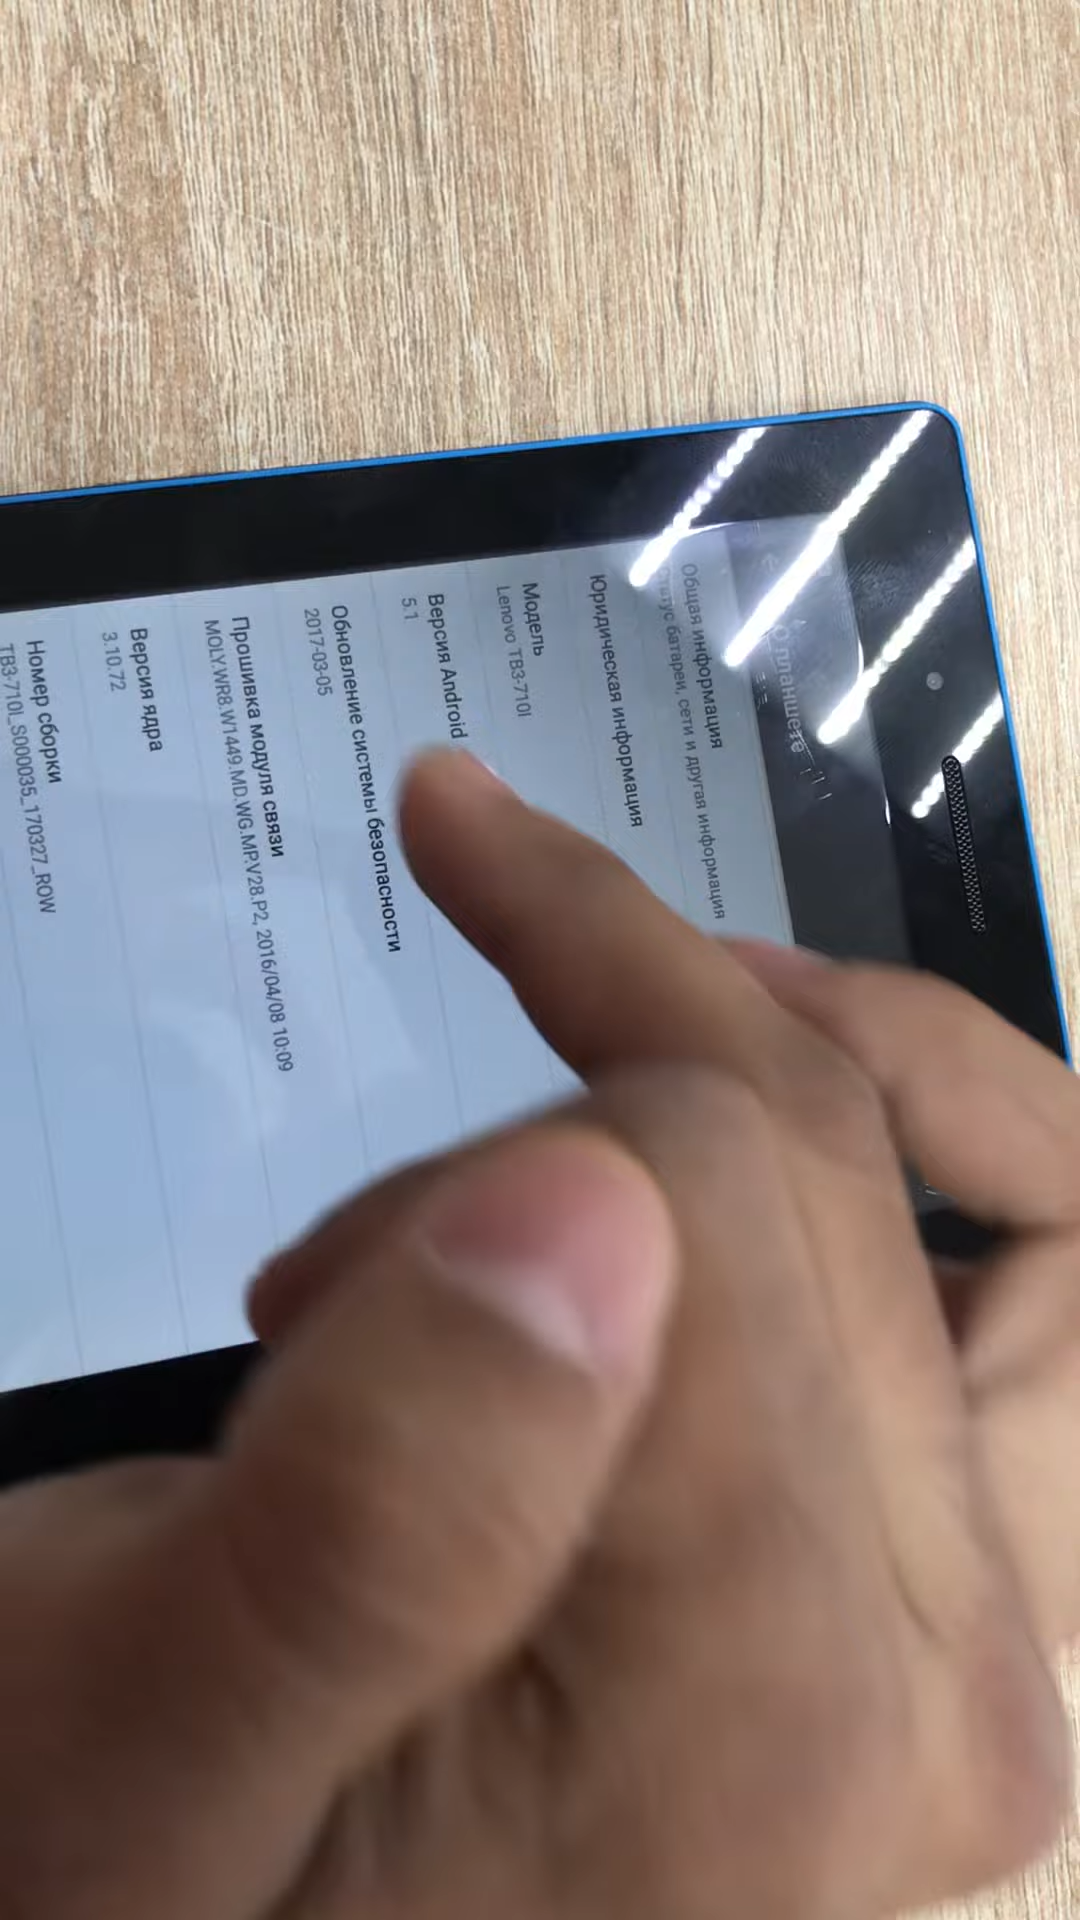 О планшете
Общая информация
Статус батареи, сети и другая информация
Юридическая информация
Модель
Lenovo TB3-710I
Версия Android
5.1
Обновление системы безопасности
2017-03-05
Прошивка модуля связи
MOLY.WR8.W1449.MD.WG.MP.V28.P2, 2016/04/08 10:09
Версия ядра
3.10.72
Номер сборки
TB3-710I_S000035_170327_ROW